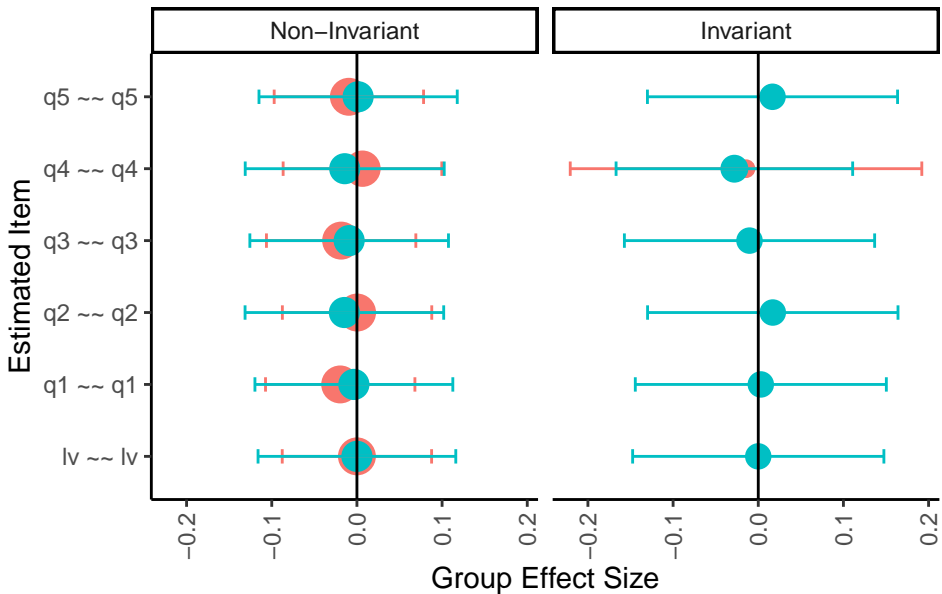 Non−Invariant
Invariant
Estimated Item
q5 ~~ q5
q4 ~~ q4
q3 ~~ q3
q2 ~~ q2
q1 ~~ q1
lv ~~ lv
−0.2 −0.1 0.0 0.1 0.2
−0.2 −0.1 0.0 0.1 0.2
Group Effect Size